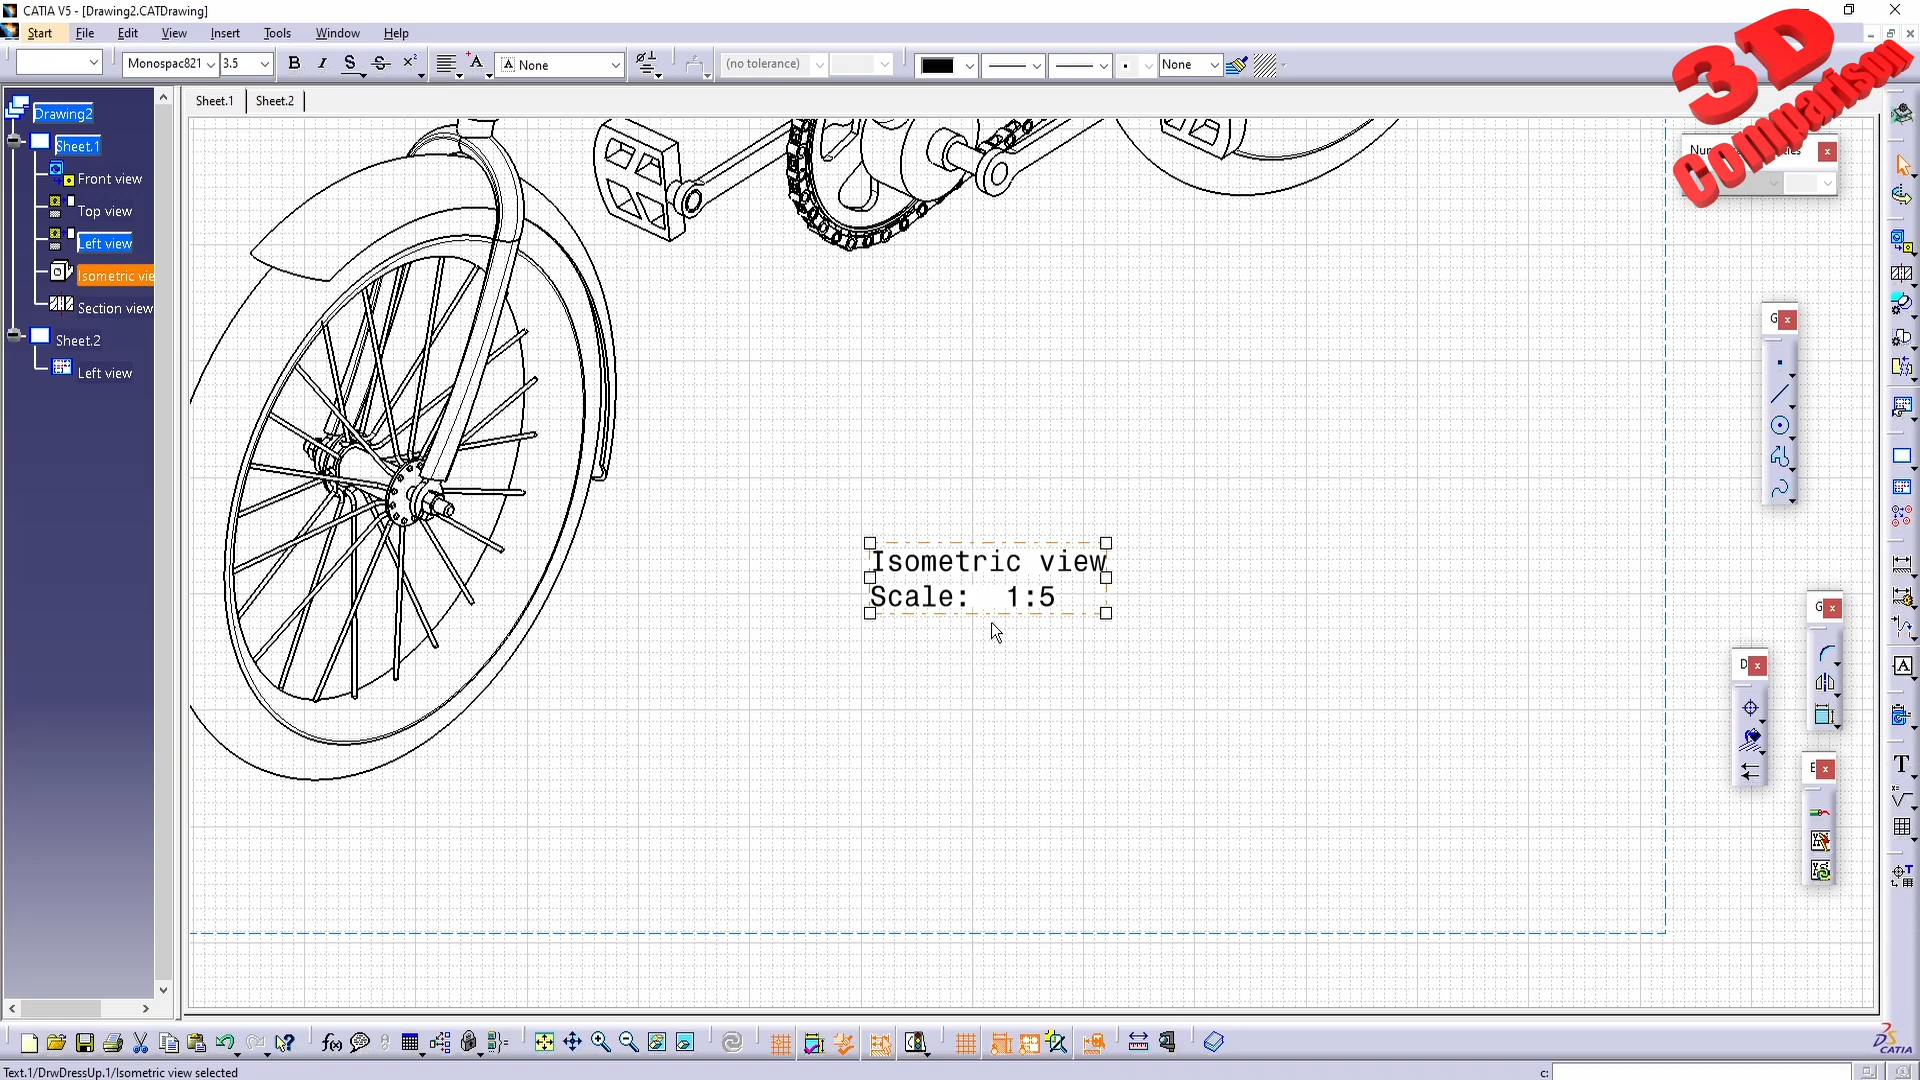 CATIA V5 - [Drawing2.CATDrawing]
Start File Edit View Insert Tools Window Help
Monospac821 3.5 B I S S x² None (no tolerance) None
Drawing2
Sheet.1
Front view
Top view
Left view
Isometric vie
Section view
Sheet.2
Left view
Sheet.1 Sheet.2
Isometric view
Scale: 1:5
3D
Comparison
G
G
D
E
CATIA
Text.1/DrwDressUp.1/Isometric view selected
c: